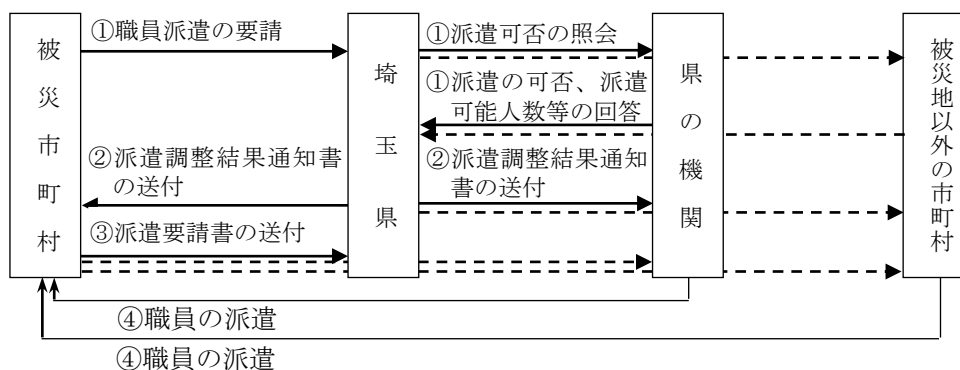 被災市町村
①職員派遣の要請
埼玉県
①派遣可否の照会
①派遣の可否、派遣
可能人数等の回答
県の機関
被災地以外の市町村
②派遣調整結果通知書
の送付
②派遣調整結果通知
書の送付
③派遣要請書の送付
④職員の派遣
④職員の派遣